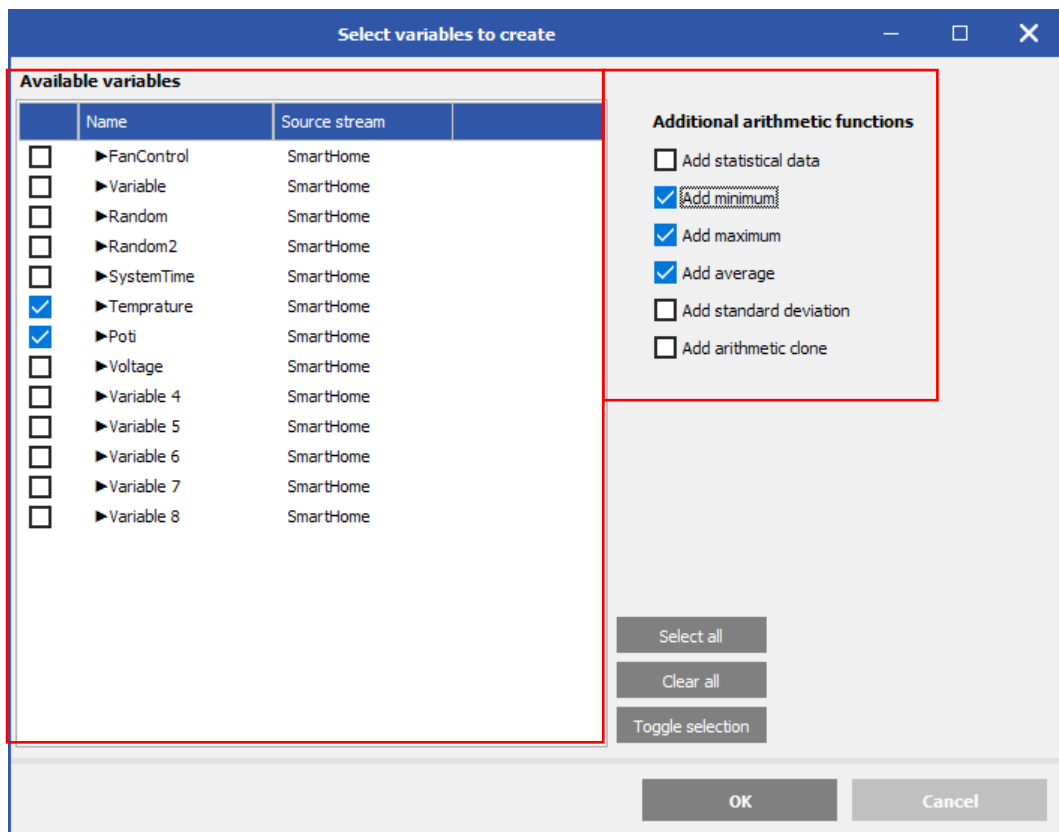 Select variables to create
Available variables
Name Source stream
►FanControl SmartHome
►Variable SmartHome
►Random SmartHome
►Random2 SmartHome
►SystemTime SmartHome
►Temprature SmartHome
►Poti SmartHome
►Voltage SmartHome
►Variable 4 SmartHome
►Variable 5 SmartHome
►Variable 6 SmartHome
►Variable 7 SmartHome
►Variable 8 SmartHome
Additional arithmetic functions
Add statistical data
Add minimum
Add maximum
Add average
Add standard deviation
Add arithmetic clone
Select all
Clear all
Toggle selection
OK Cancel